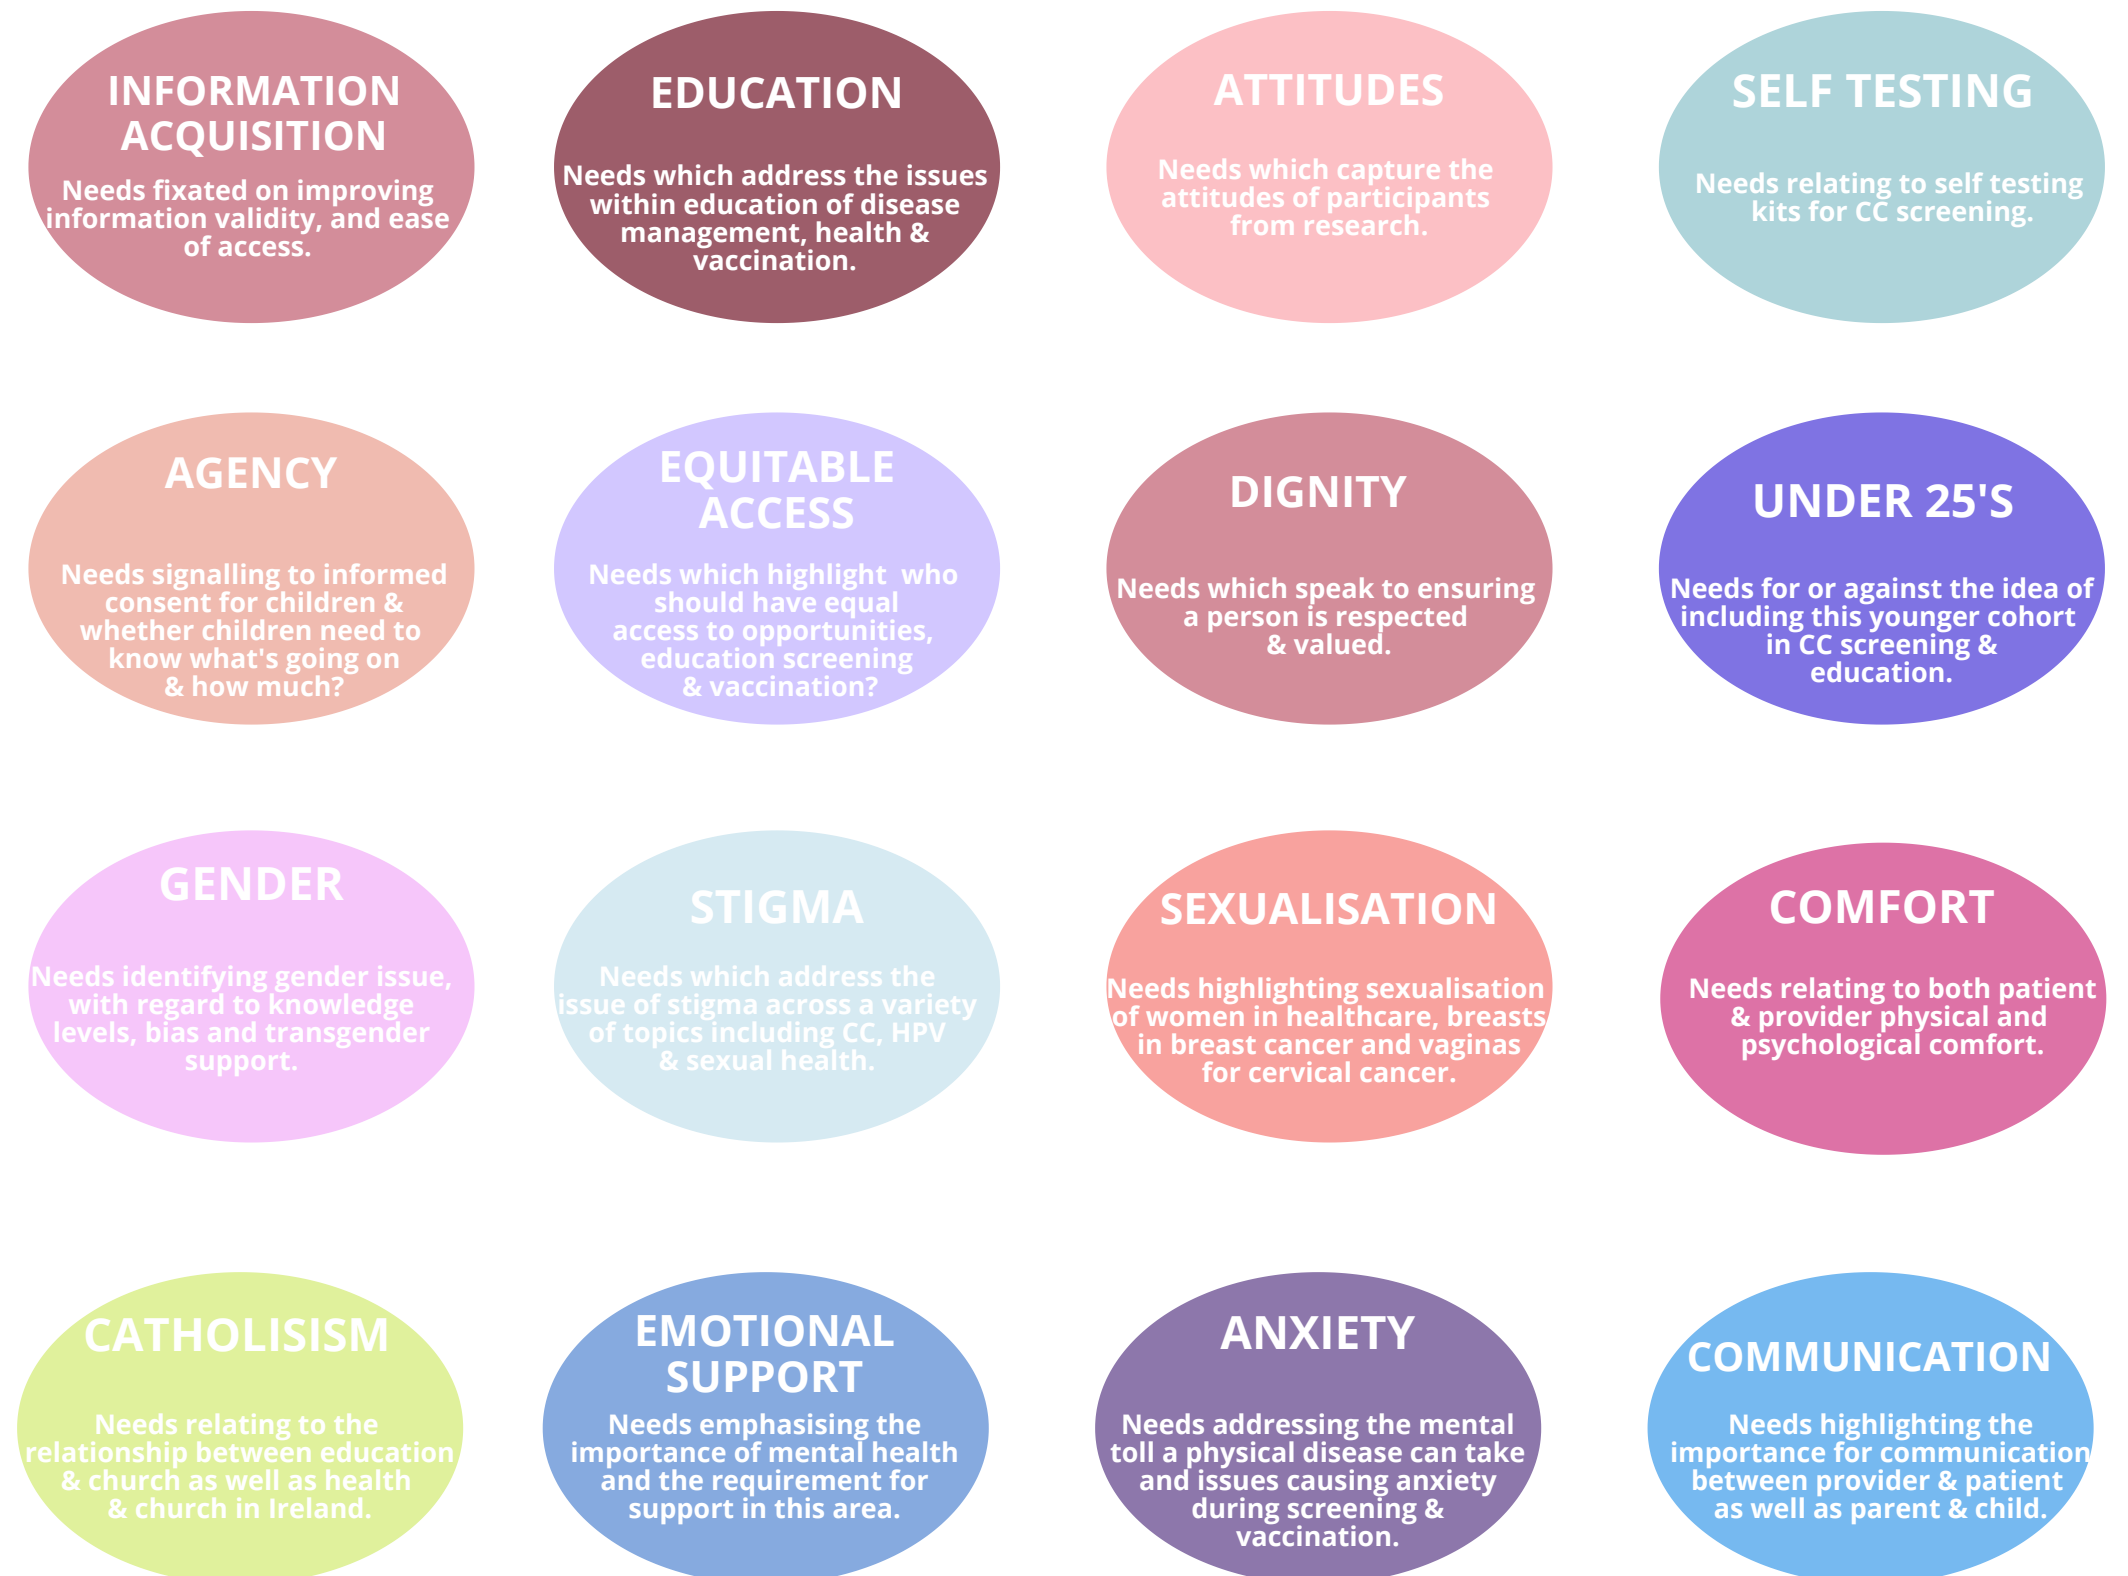 INFORMATION
ACQUISITION
Needs fixated on improving
information validity, and ease
of access.
EDUCATION
Needs which address the issues
within education of disease
management, health &
vaccination.
ATTITUDES
Needs which capture the
attitudes of participants
from research.
SELF TESTING
Needs relating to self testing
kits for CC screening.
AGENCY
Needs signalling to informed
consent for children &
whether children need to
know what's going on
& how much?
EQUITABLE
ACCESS
Needs which highlight  who
should have equal
access to opportunities,
education screening
& vaccination?
DIGNITY
Needs which speak to ensuring
a person is respected
& valued.
UNDER 25'S
Needs for or against the idea of
including this younger cohort
in CC screening &
education.
GENDER
Needs identifying gender issue,
with regard to knowledge
levels, bias and transgender
support.
STIGMA
Needs which address the
issue of stigma across a variety
of topics including CC, HPV
& sexual health.
SEXUALISATION
Needs highlighting sexualisation
of women in healthcare, breasts
in breast cancer and vaginas
for cervical cancer.
COMFORT
Needs relating to both patient
& provider physical and
psychological comfort.
CATHOLISISM
Needs relating to the
relationship between education
& church as well as health
& church in Ireland.
EMOTIONAL
SUPPORT
Needs emphasising the
importance of mental health
and the requirement for
support in this area.
ANXIETY
Needs addressing the mental
toll a physical disease can take
and issues causing anxiety
during screening &
vaccination.
COMMUNICATION
Needs highlighting the
importance for communication
between provider & patient
as well as parent & child.